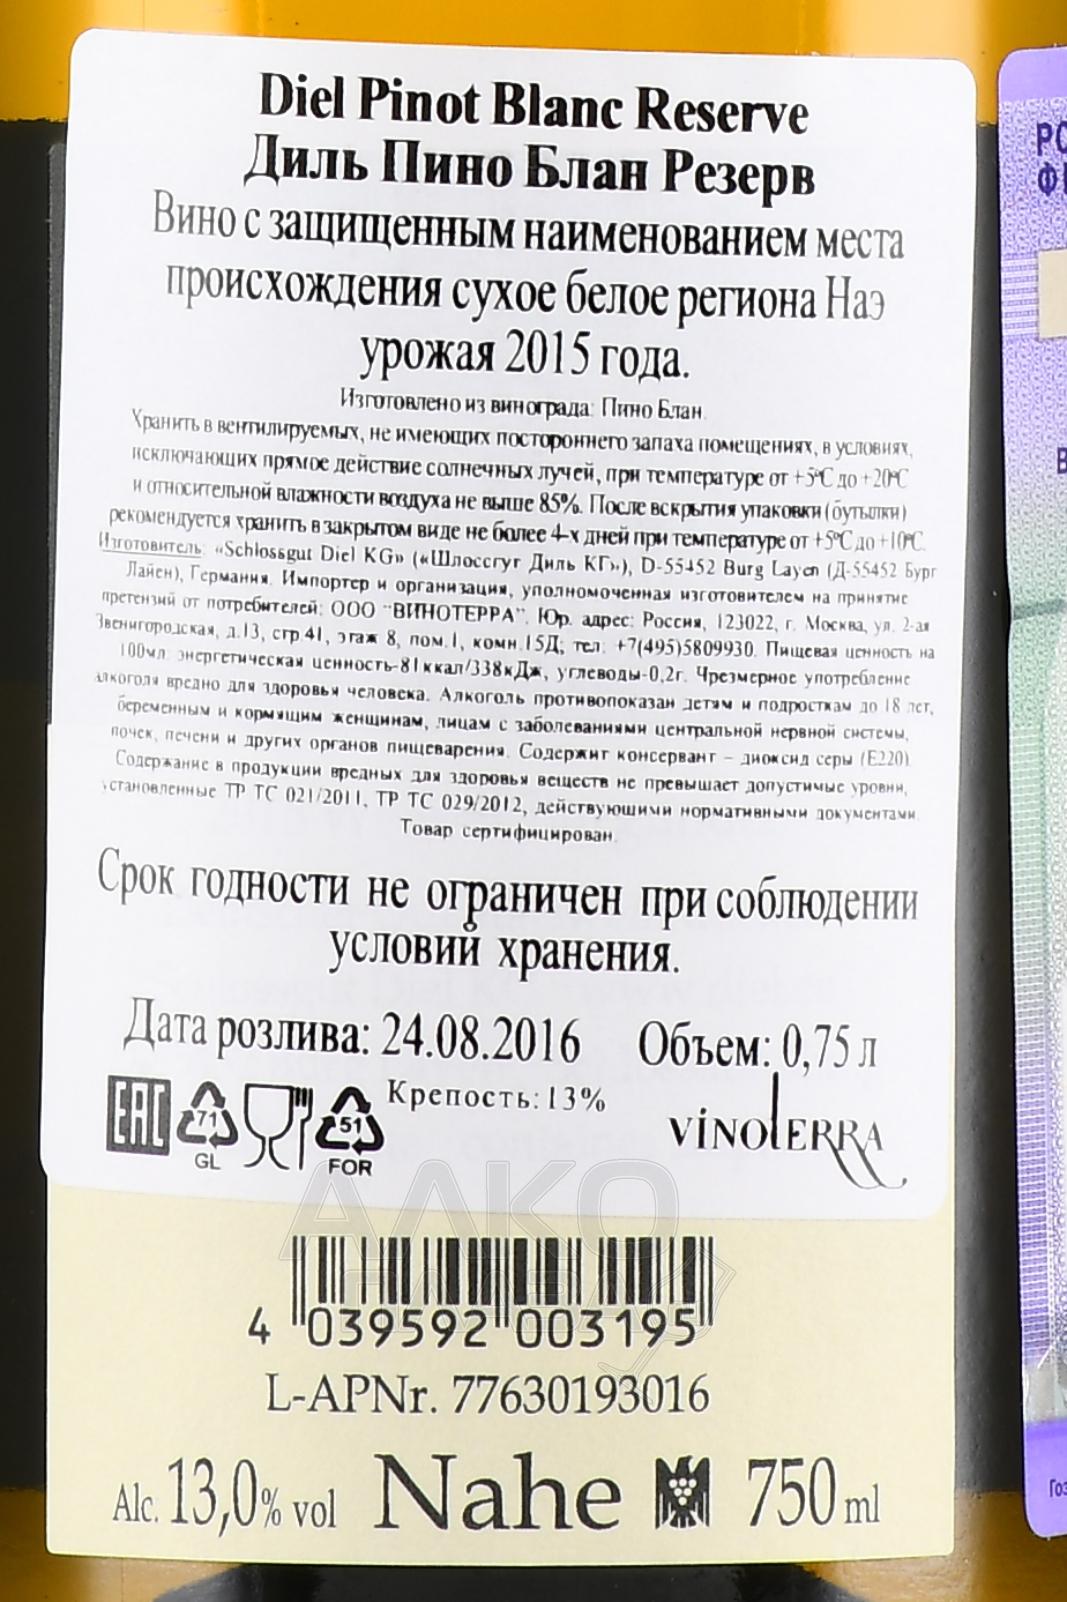 Diel Pinot Blanc Reserve
Диль Пино Блан Резерв
Вино с защищенным наименованием места
происхождения сухое белое региона Наэ
урожая 2015 года.
Изготовлено из винограда: Пино Блан.
Хранить в вентилируемых, не имеющих постороннего запаха помещениях, в условиях,
исключающих прямое действие солнечных лучей, при температуре от +5°C до +20°C
и относительной влажности воздуха не выше 85%. После вскрытия упаковки (бутылки)
рекомендуется хранить в закрытом виде не более 4-х дней при температуре от +5°C до +10°C.
Изготовитель: «Schlossgut Diel KG» («Шлоссгут Диль КГ»), D-55452 Burg Layen (Д-55452 Бург
Лайен), Германия. Импортер и организация, уполномоченная изготовителем на принятие
претензий от потребителей: ООО "ВИНОТЕРРА". Юр. адрес: Россия, 123022, г. Москва, ул. 2-ая
Звенигородская, д.13, стр.41, этаж 8, пом.1, комн.15Д; тел: +7(495)5809930. Пищевая ценность на
100мл: энергетическая ценность-81ккал/338кДж, углеводы-0,2г. Чрезмерное употребление
алкоголя вредно для здоровья человека. Алкоголь противопоказан детям и подросткам до 18 лет,
беременным и кормящим женщинам, лицам с заболеваниями центральной нервной системы,
почек, печени и других органов пищеварения. Содержит консервант – диоксид серы (E220).
Содержание в продукции вредных для здоровья веществ не превышает допустимые уровни,
установленные ТР ТС 021/2011, ТР ТС 029/2012, действующими нормативными документами.
Товар сертифицирован.
Срок годности не ограничен при соблюдении
условий хранения.
Дата розлива: 24.08.2016 Объем: 0,75 л
Крепость: 13%
EAC 71 GL 51 FOR
VINOTERRA
АЛКО
4 039592 003195
L-APNr. 77630193016
Alc. 13,0% vol Nahe 750 ml